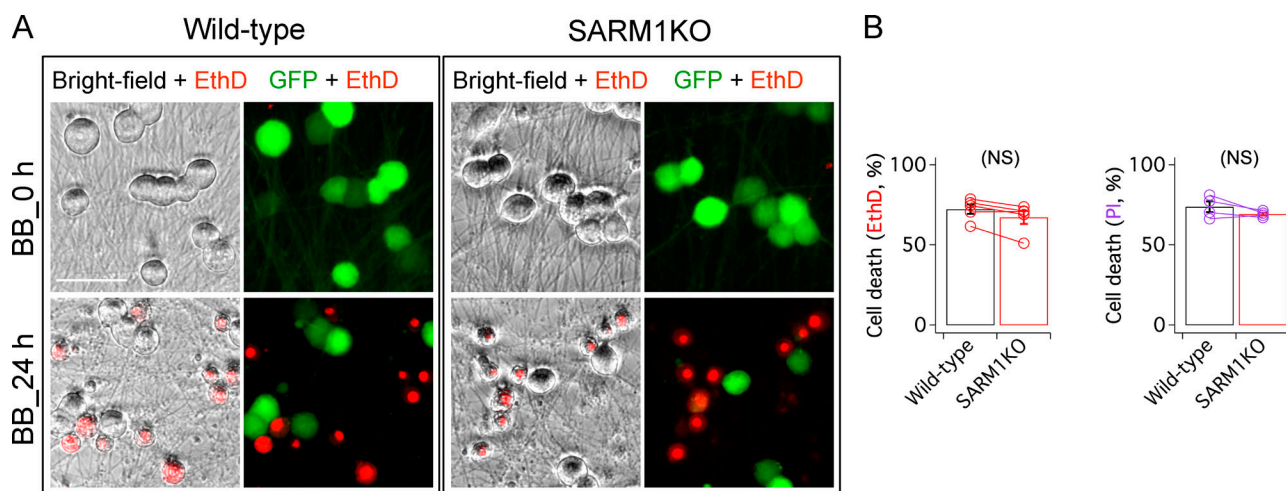 A
Wild-type
SARM1KO
Bright-field + EthD
GFP + EthD
Bright-field + EthD
GFP + EthD
BB_0 h
BB_24 h
B
Cell death (EthD, %)
100
50
0
(NS)
Wild-type
SARM1KO
Cell death (PI, %)
100
50
0
(NS)
Wild-type
SARM1KO